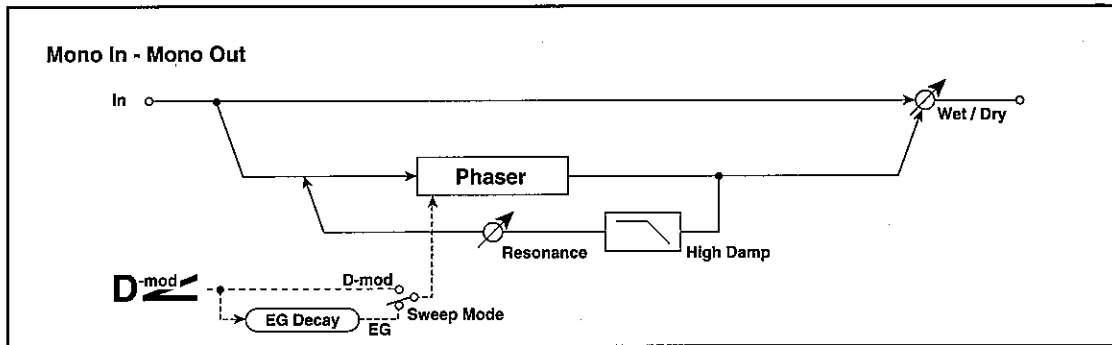 Mono In - Mono Out
In
Wet / Dry
Phaser
Resonance
High Damp
D-mod
D-mod
Sweep Mode
EG Decay
EG